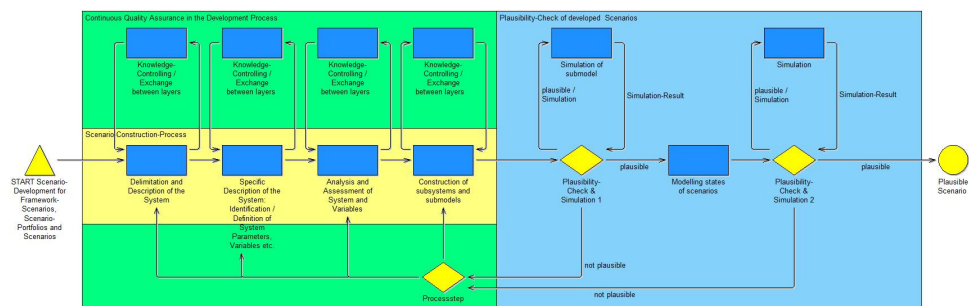 Continuous Quality Assurance in the Development Process
Plausibility-Check of developed Scenarios
Knowledge-
Controlling /
Exchange
between layers
Knowledge-
Controlling /
Exchange
between layers
Knowledge-
Controlling /
Exchange
between layers
Knowledge-
Controlling /
Exchange
between layers
Simulation of
submodel
Simulation
plausible /
Simulation
Simulation-Result
plausible /
Simulation
Simulation-Result
Scenario-Construction-Process
START Scenario-
Development for
Framework-
Scenarios,
Scenario-
Portfolios and
Scenarios
Delimitation and
Description of the
System
Specific
Description of the
System:
Identification /
Definition of
System
Parameters,
Variables etc.
Analysis and
Assessment of
System and
Variables
Construction of
subsystems and
submodels
Plausibility-
Check &
Simulation 1
plausible
Modelling states
of scenarios
Plausibility-
Check &
Simulation 2
plausible
Plausible
Scenario
not plausible
not plausible
Processstep